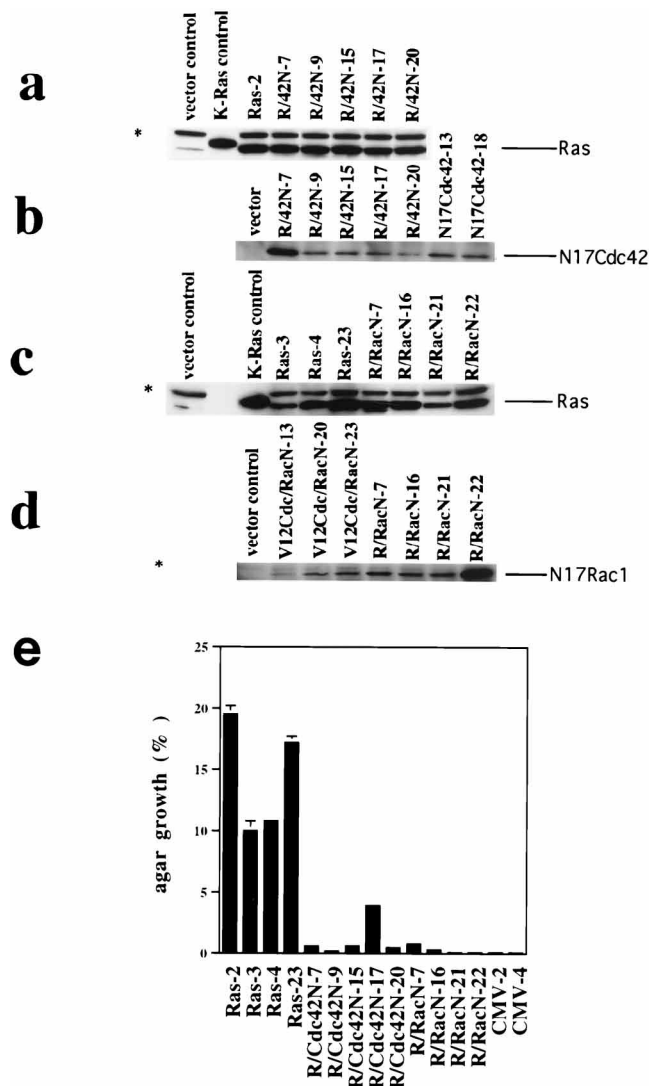 a
vector control
K-Ras control
Ras-2
R/42N-7
R/42N-9
R/42N-15
R/42N-17
R/42N-20
*
Ras
b
vector
R/42N-7
R/42N-9
R/42N-15
R/42N-17
R/42N-20
N17Cdc42-13
N17Cdc42-18
N17Cdc42
c
vector control
K-Ras control
Ras-3
Ras-4
Ras-23
R/RacN-7
R/RacN-16
R/RacN-21
R/RacN-22
*
Ras
d
vector control
V12Cdc/RacN-13
V12Cdc/RacN-20
V12Cdc/RacN-23
R/RacN-7
R/RacN-16
R/RacN-21
R/RacN-22
*
N17Rac1
e
agar growth (%)
25
20
15
10
5
0
Ras-2
Ras-3
Ras-4
Ras-23
R/Cdc42N-7
R/Cdc42N-9
R/Cdc42N-15
R/Cdc42N-17
R/Cdc42N-20
R/RacN-7
R/RacN-16
R/RacN-21
R/RacN-22
CMV-2
CMV-4